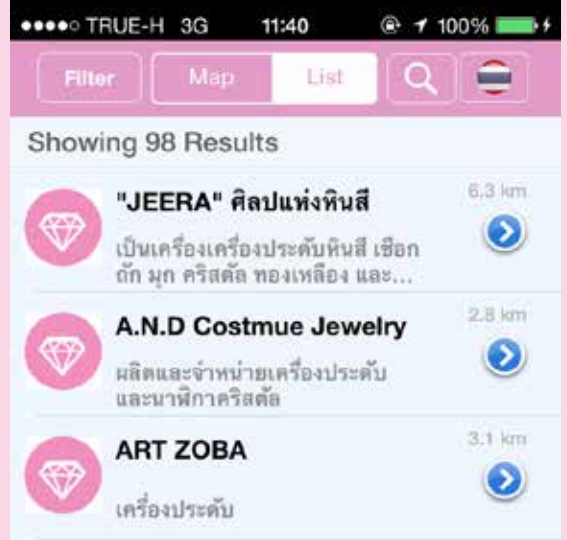 TRUE-H 3G 11:40 100%
Filter Map List
Showing 98 Results
"JEERA" ศิลปแห่งหินสี
6.3 km
เป็นเครื่องเครื่องประดับหินสี เชือก
ถัก มุก คริสตัล ทองเหลือง และ...
A.N.D Costmue Jewelry
2.8 km
ผลิตและจำหน่ายเครื่องประดับ
และนาฬิกาคริสตัล
ART ZOBA
3.1 km
เครื่องประดับ